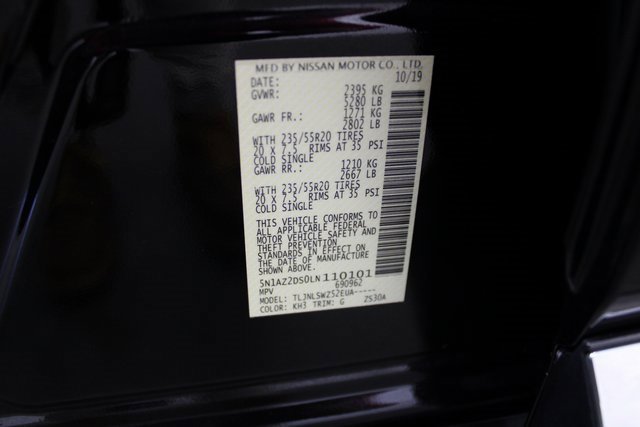 MFD BY NISSAN MOTOR CO., LTD.
DATE: 10/19
GVWR: 2395 KG
5280 LB
GAWR FR.: 1271 KG
2802 LB
WITH 235/55R20 TIRES
20 X 7.5 RIMS AT 35 PSI
COLD SINGLE
GAWR RR.: 1210 KG
2667 LB
WITH 235/55R20 TIRES
20 X 7.5 RIMS AT 35 PSI
COLD SINGLE
THIS VEHICLE CONFORMS TO
ALL APPLICABLE FEDERAL
MOTOR VEHICLE SAFETY AND
THEFT PREVENTION
STANDARDS IN EFFECT ON
THE DATE OF MANUFACTURE
SHOWN ABOVE.
5N1AZ2DS0LN110101
MPV 690962
MODEL: TLJNLSWZ52EUA-----
COLOR: KH3 TRIM: G Z530A